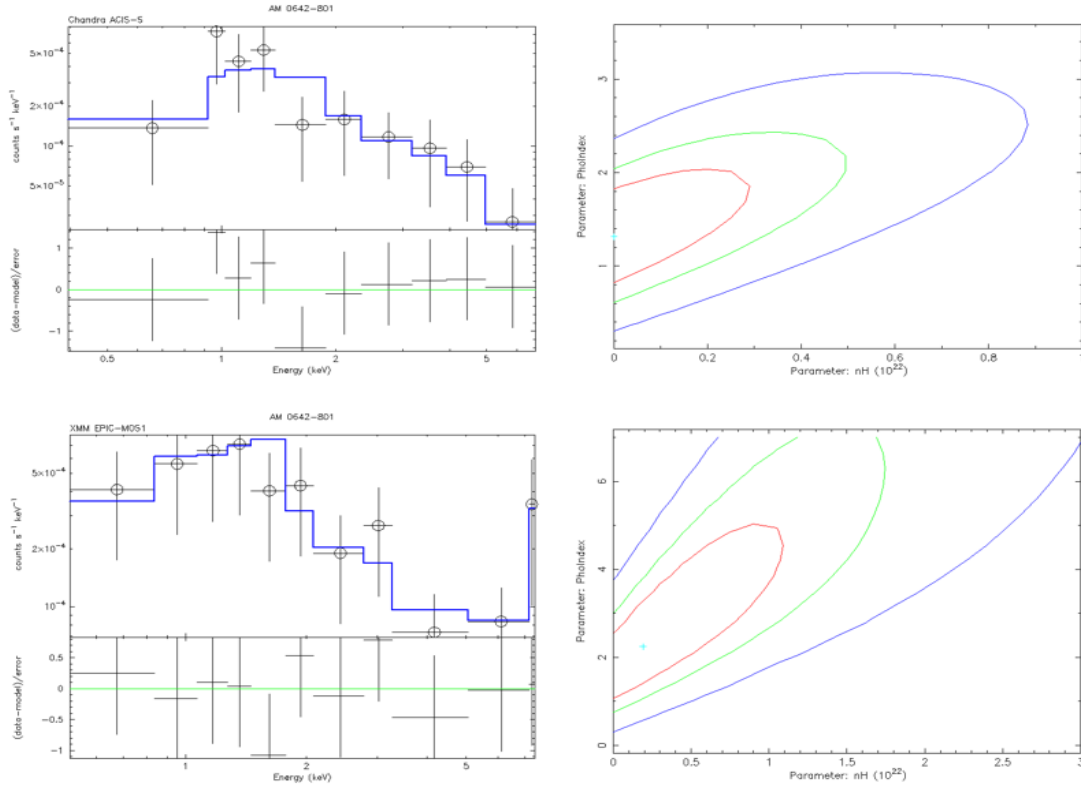 AM 0642-801
Chandra ACIS-S
5×10⁻⁴
2×10⁻⁴
10⁻⁴
5×10⁻⁵
counts s⁻¹ keV⁻¹
1
0
-1
(data-model)/error
0.5 1 2 5
Energy (keV)
3
2
1
Parameter: PhoIndex
0 0.2 0.4 0.6 0.8 1
Parameter: nH (10²²)
AM 0642-801
XMM EPIC-MOS1
5×10⁻⁴
2×10⁻⁴
10⁻⁴
counts s⁻¹ keV⁻¹
0.5
0
-0.5
-1
(data-model)/error
1 2 5
Energy (keV)
6
4
2
0
Parameter: PhoIndex
0 0.5 1 1.5 2 2.5 3
Parameter: nH (10²²)